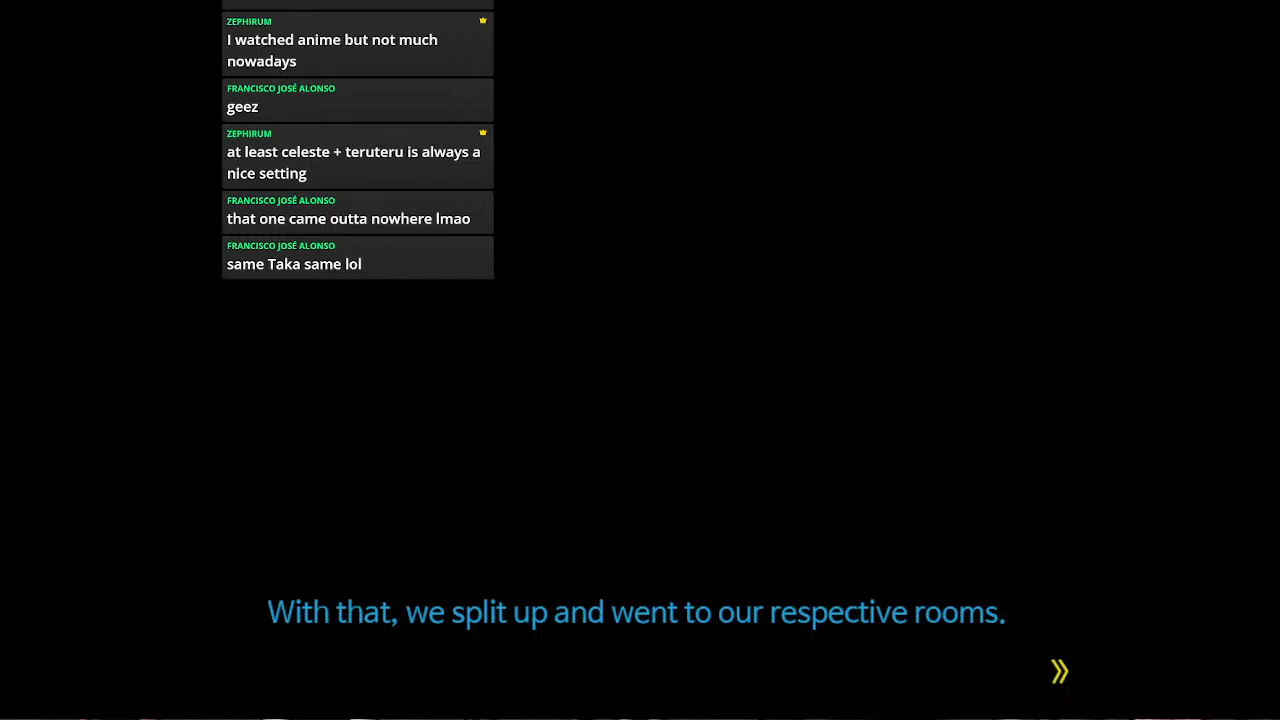 ZEPHIRUM
I watched anime but not much
nowadays
FRANCISCO JOSÉ ALONSO
geez
ZEPHIRUM
at least celeste + teruteru is always a
nice setting
FRANCISCO JOSÉ ALONSO
that one came outta nowhere lmao
FRANCISCO JOSÉ ALONSO
same Taka same lol
With that, we split up and went to our respective rooms.